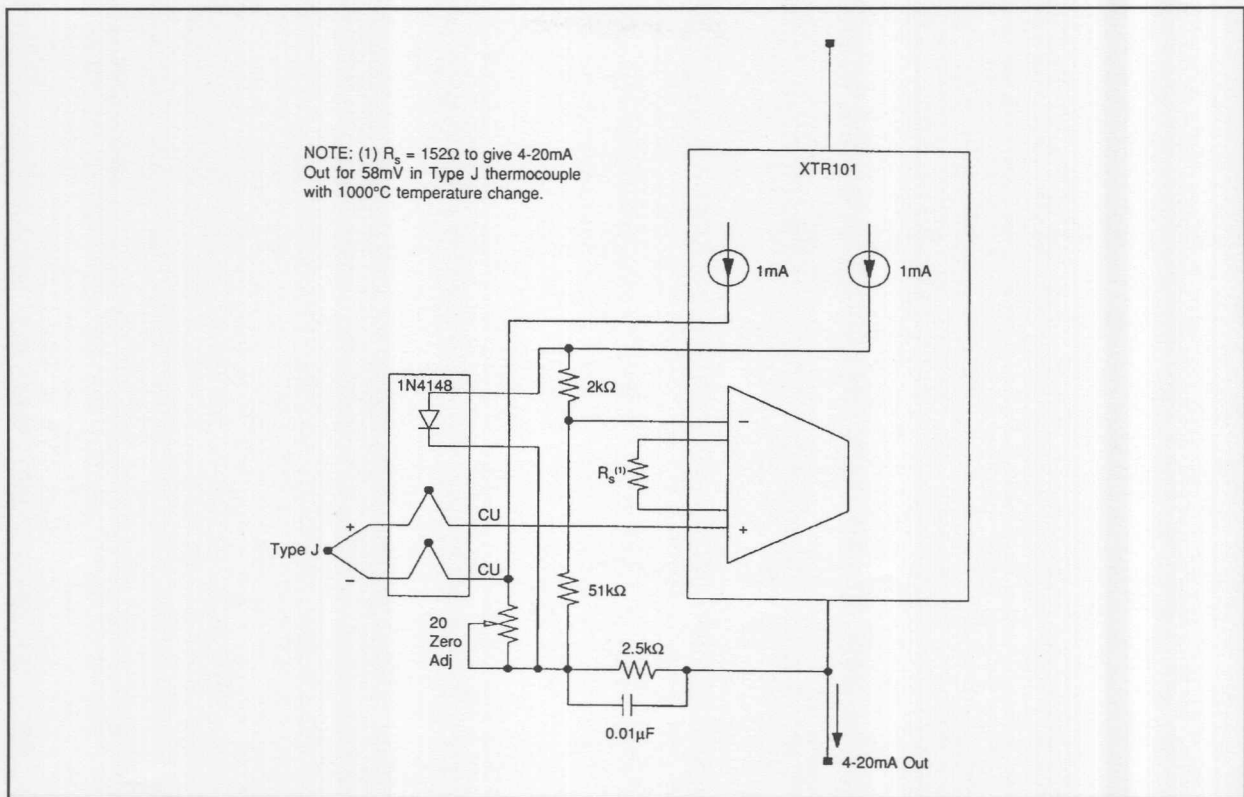 NOTE: (1) Rs = 152Ω to give 4-20mA
Out for 58mV in Type J thermocouple
with 1000°C temperature change.
XTR101
1mA
1mA
1N4148
2kΩ
−
Rs(1)
+
CU
+
Type J
−
CU
51kΩ
20
Zero
Adj
2.5kΩ
0.01µF
4-20mA Out